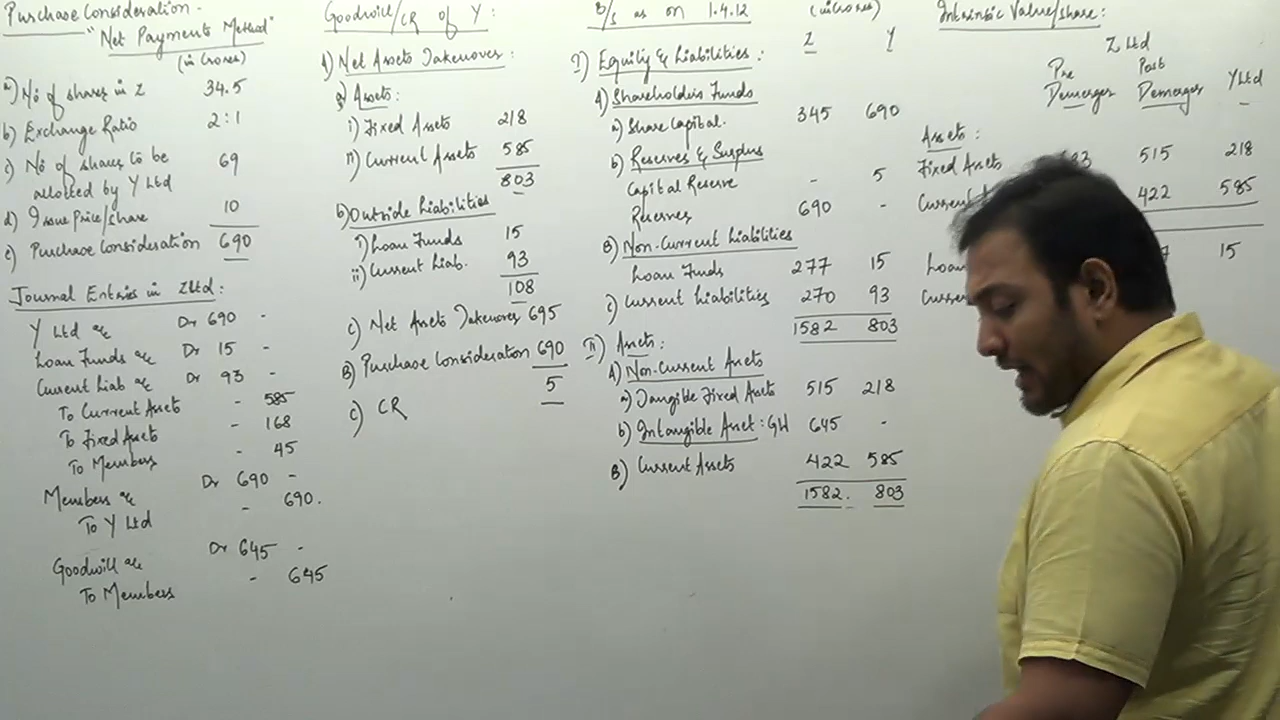 Purchase Consideration -
"Net Payments Method"
(in Crores)
a) No of shares in Z 34.5
b) Exchange Ratio 2:1
c) No of shares to be
allotted by Y Ltd 69
d) Issue Price/share 10
e) Purchase Consideration 690
Journal Entries in Z Ltd:
Y Ltd a/c Dr 690 -
Loan Funds a/c Dr 15 -
Current Liab a/c Dr 93 -
To Current Assets - 585
To Fixed Assets - 168
To Members - 45
Members a/c Dr 690 -
To Y Ltd - 690.
Goodwill a/c Dr 645 -
To Members - 645
Goodwill/CR of Y:
A) Net Assets Takenover:
a) Assets:
i) Fixed Assets 218
ii) Current Assets 585
803
b) Outside Liabilities
i) Loan Funds 15
ii) Current Liab. 93
108
c) Net Assets Takenover 695
B) Purchase Consideration 690
C) CR 5
B/S as on 1.4.12 (in Crores)
Z Y
I) Equity & Liabilities:
A) Shareholders Funds
a) Share Capital. 345 690
b) Reserves & Surplus
Capital Reserve - 5
Reserves 690 -
B) Non-Current Liabilities
Loan Funds 277 15
C) Current Liabilities 270 93
1582 803
II) Assets:
A) Non-Current Assets
a) Tangible Fixed Assets 515 218
b) Intangible Asset: GW 645 -
B) Current Assets 422 585
1582. 803
Intrinsic Value/share:
Z Ltd
Pre Demerger Post Demerger Y Ltd
Assets:
Fixed Assets 515 218
422 585
15